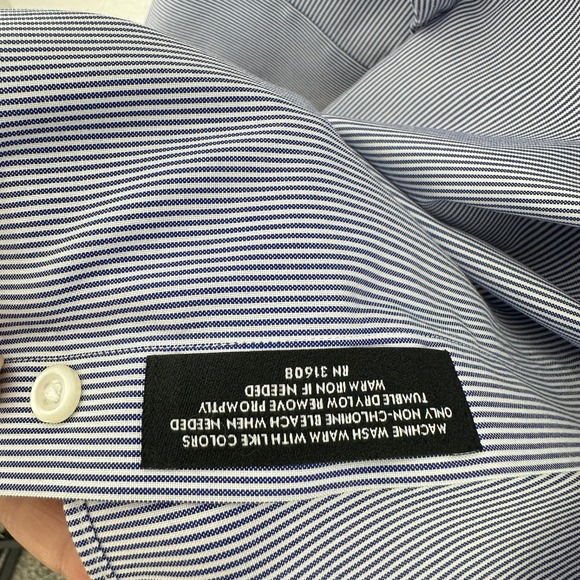 MACHINE WASH WARM WITH LIKE COLORS
ONLY NON-CHLORINE BLEACH WHEN NEEDED
TUMBLE DRY LOW REMOVE PROMPTLY
WARM IRON IF NEEDED
RN 31608